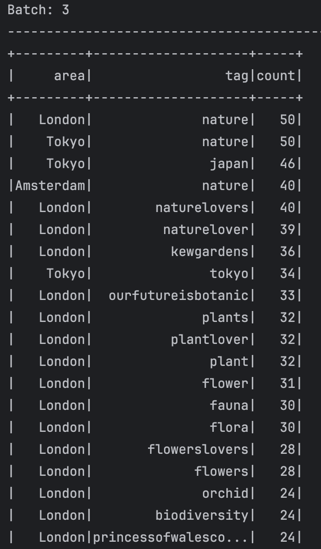 Batch: 3
-------------------------------------------
+---------+--------------------+-----+
|     area|                 tag|count|
+---------+--------------------+-----+
|   London|              nature|   50|
|    Tokyo|              nature|   50|
|    Tokyo|               japan|   46|
|Amsterdam|              nature|   40|
|   London|        naturelovers|   40|
|   London|         naturelover|   39|
|   London|          kewgardens|   36|
|    Tokyo|               tokyo|   34|
|   London|  ourfutureisbotanic|   33|
|   London|              plants|   32|
|   London|          plantlover|   32|
|   London|               plant|   32|
|   London|              flower|   31|
|   London|               fauna|   30|
|   London|               flora|   30|
|   London|       flowerslovers|   28|
|   London|             flowers|   28|
|   London|              orchid|   24|
|   London|        biodiversity|   24|
|   London|princessofwalesco...|   24|